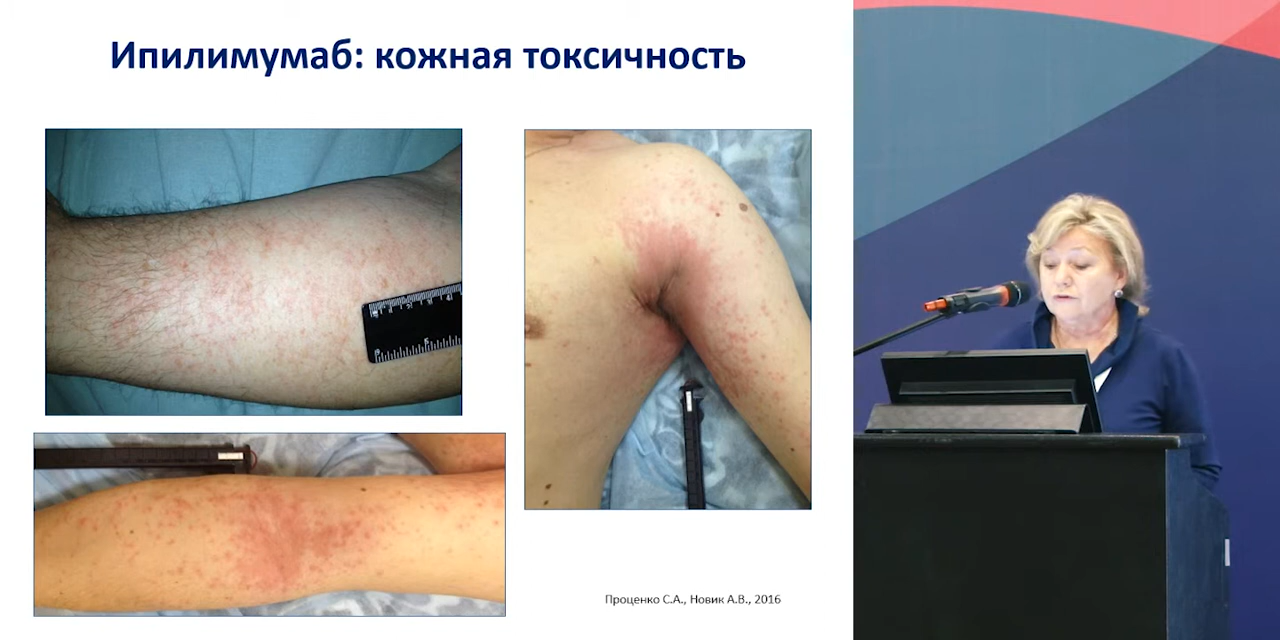 Ипилимумаб: кожная токсичность
Проценко С.А., Новик А.В., 2016